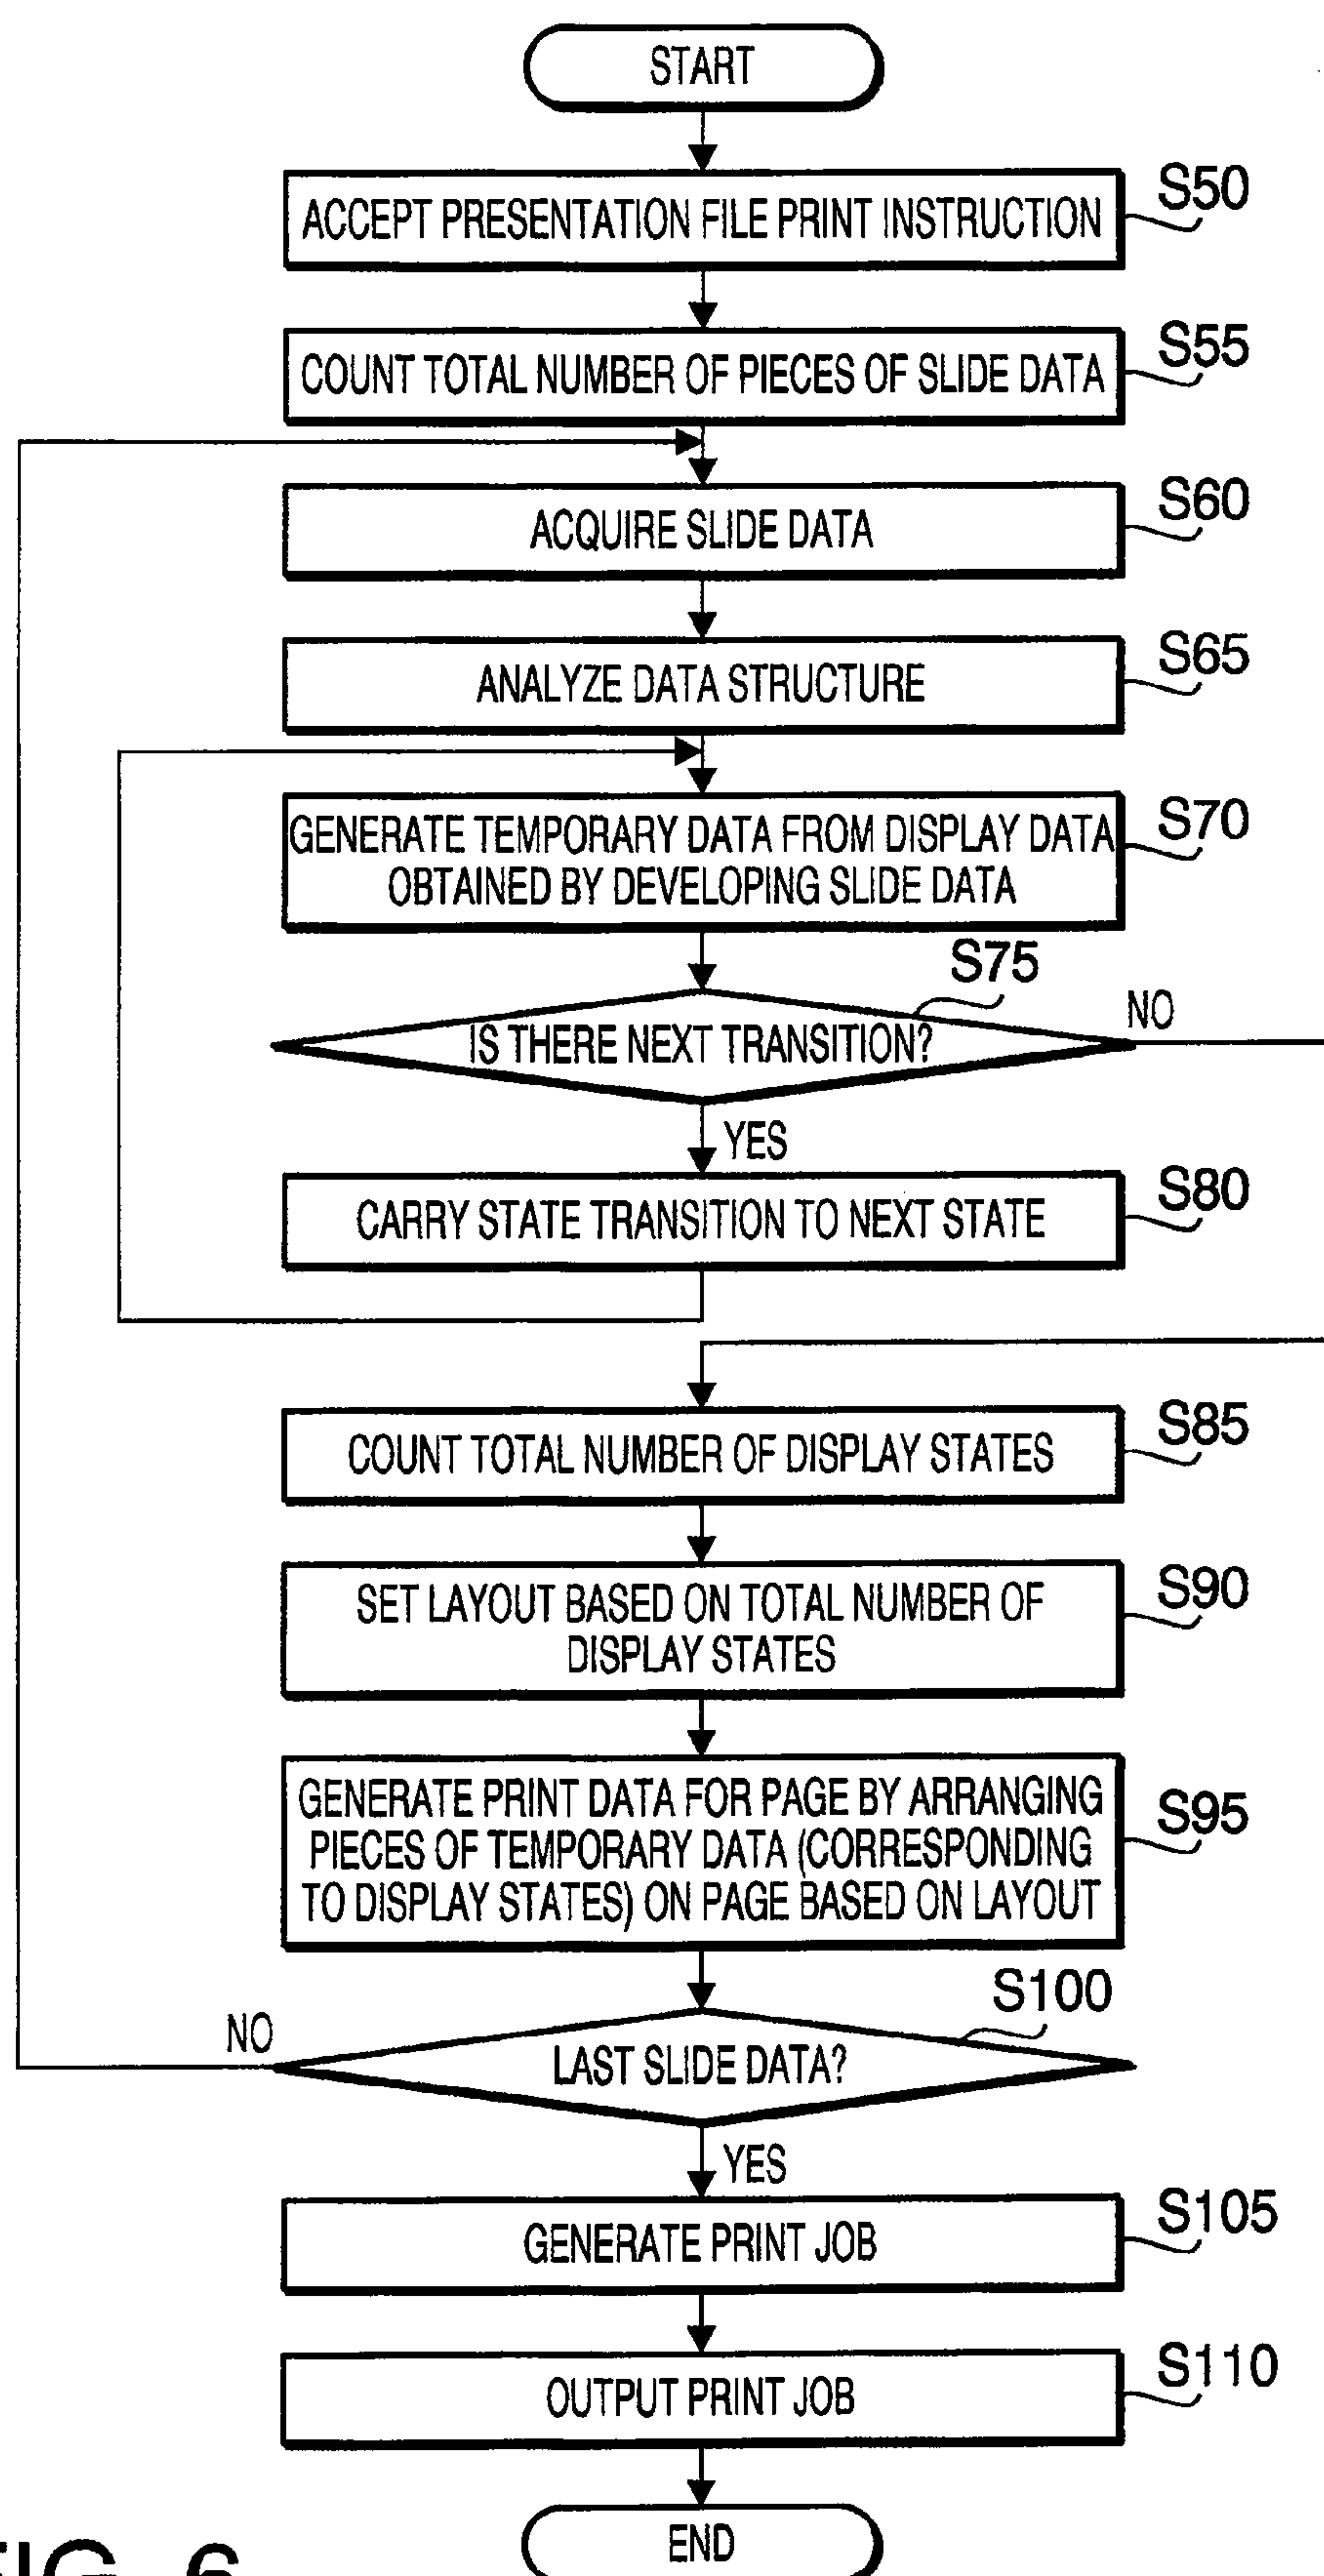 START
ACCEPT PRESENTATION FILE PRINT INSTRUCTION
S50
COUNT TOTAL NUMBER OF PIECES OF SLIDE DATA
S55
ACQUIRE SLIDE DATA
S60
ANALYZE DATA STRUCTURE
S65
GENERATE TEMPORARY DATA FROM DISPLAY DATA
OBTAINED BY DEVELOPING SLIDE DATA
S70
S75
IS THERE NEXT TRANSITION?
NO
YES
CARRY STATE TRANSITION TO NEXT STATE
S80
COUNT TOTAL NUMBER OF DISPLAY STATES
S85
SET LAYOUT BASED ON TOTAL NUMBER OF
DISPLAY STATES
S90
GENERATE PRINT DATA FOR PAGE BY ARRANGING
PIECES OF TEMPORARY DATA (CORRESPONDING
TO DISPLAY STATES) ON PAGE BASED ON LAYOUT
S95
S100
NO
LAST SLIDE DATA?
YES
GENERATE PRINT JOB
S105
OUTPUT PRINT JOB
S110
END
FIG. 6